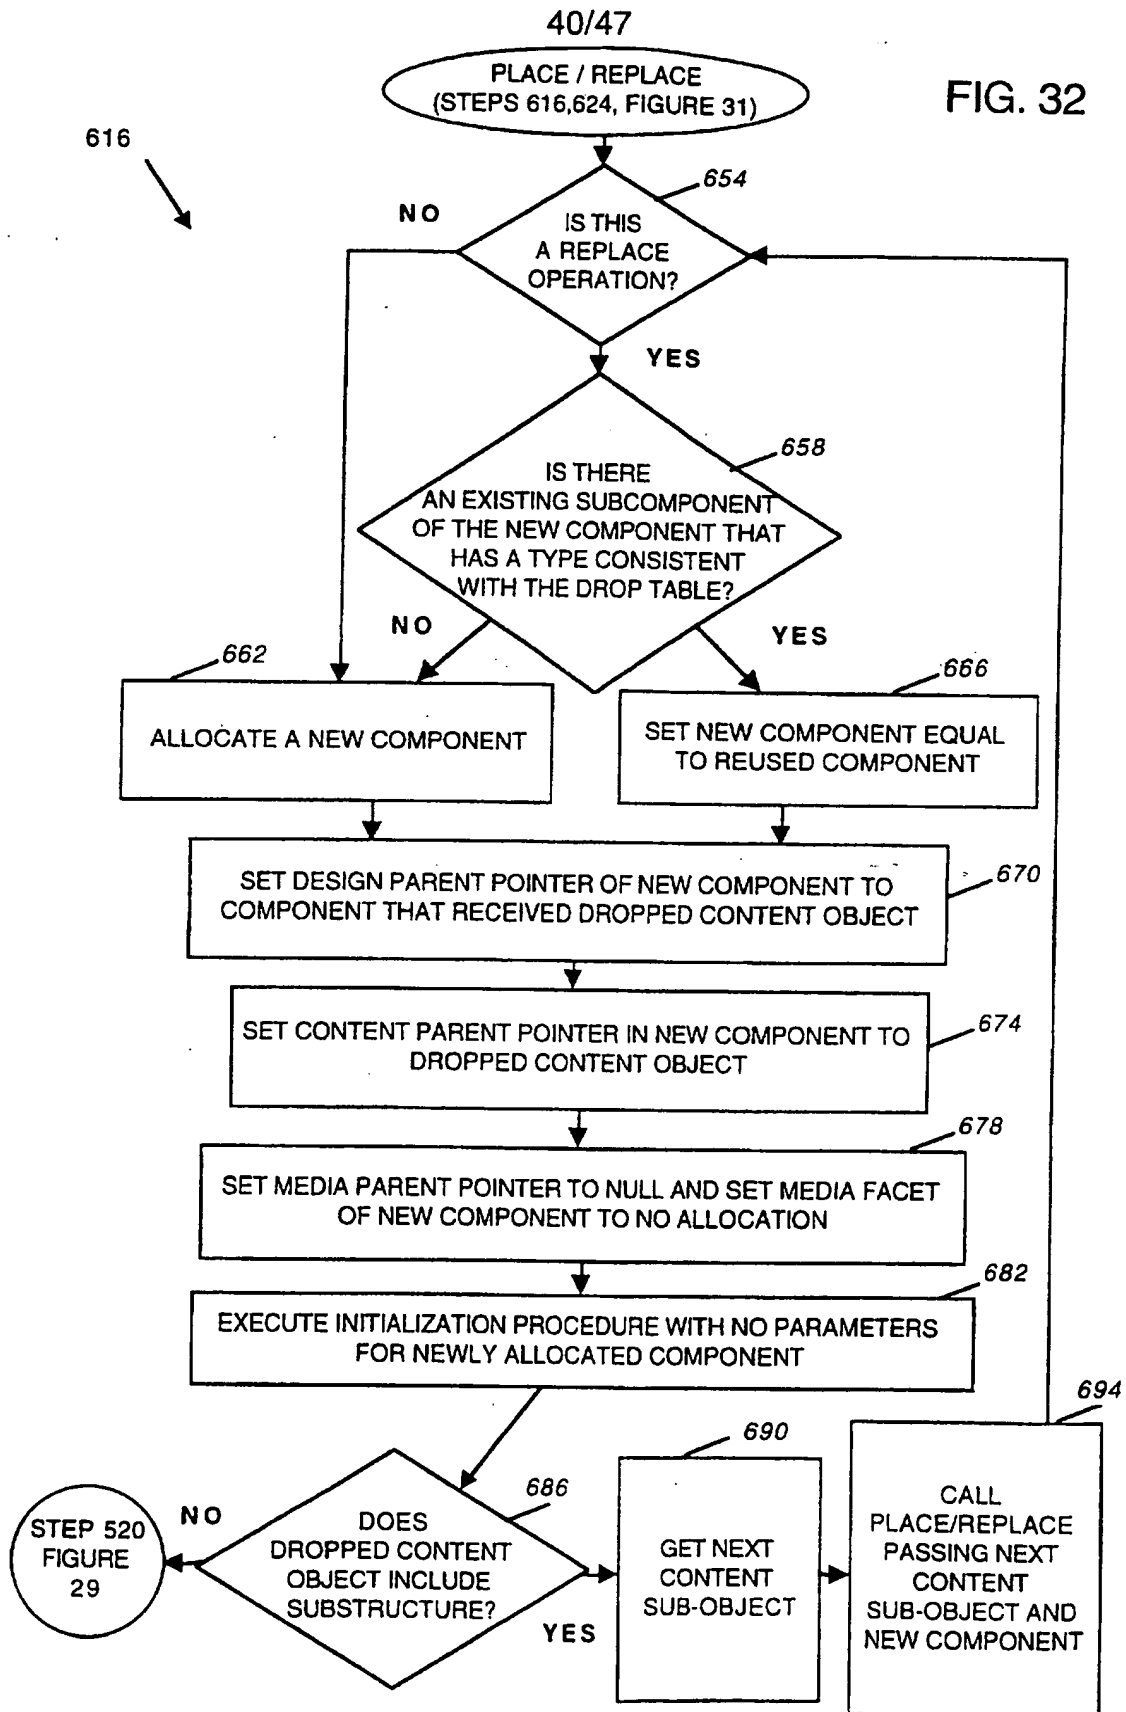 40/47
PLACE / REPLACE
(STEPS 616,624, FIGURE 31)
FIG. 32
616
654
NO
IS THIS
A REPLACE
OPERATION?
YES
658
IS THERE
AN EXISTING SUBCOMPONENT
OF THE NEW COMPONENT THAT
HAS A TYPE CONSISTENT
WITH THE DROP TABLE?
NO
YES
662
666
ALLOCATE A NEW COMPONENT
SET NEW COMPONENT EQUAL
TO REUSED COMPONENT
670
SET DESIGN PARENT POINTER OF NEW COMPONENT TO
COMPONENT THAT RECEIVED DROPPED CONTENT OBJECT
674
SET CONTENT PARENT POINTER IN NEW COMPONENT TO
DROPPED CONTENT OBJECT
678
SET MEDIA PARENT POINTER TO NULL AND SET MEDIA FACET
OF NEW COMPONENT TO NO ALLOCATION
682
EXECUTE INITIALIZATION PROCEDURE WITH NO PARAMETERS
FOR NEWLY ALLOCATED COMPONENT
686
DOES
DROPPED CONTENT
OBJECT INCLUDE
SUBSTRUCTURE?
NO
STEP 520
FIGURE
29
YES
690
GET NEXT
CONTENT
SUB-OBJECT
694
CALL
PLACE/REPLACE
PASSING NEXT
CONTENT
SUB-OBJECT AND
NEW COMPONENT